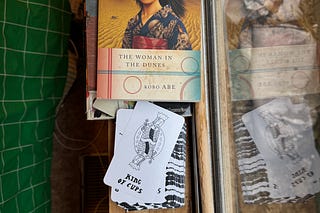 THE WOMAN IN
THE DUNES
KOBO ABE
KING
OF CUPS